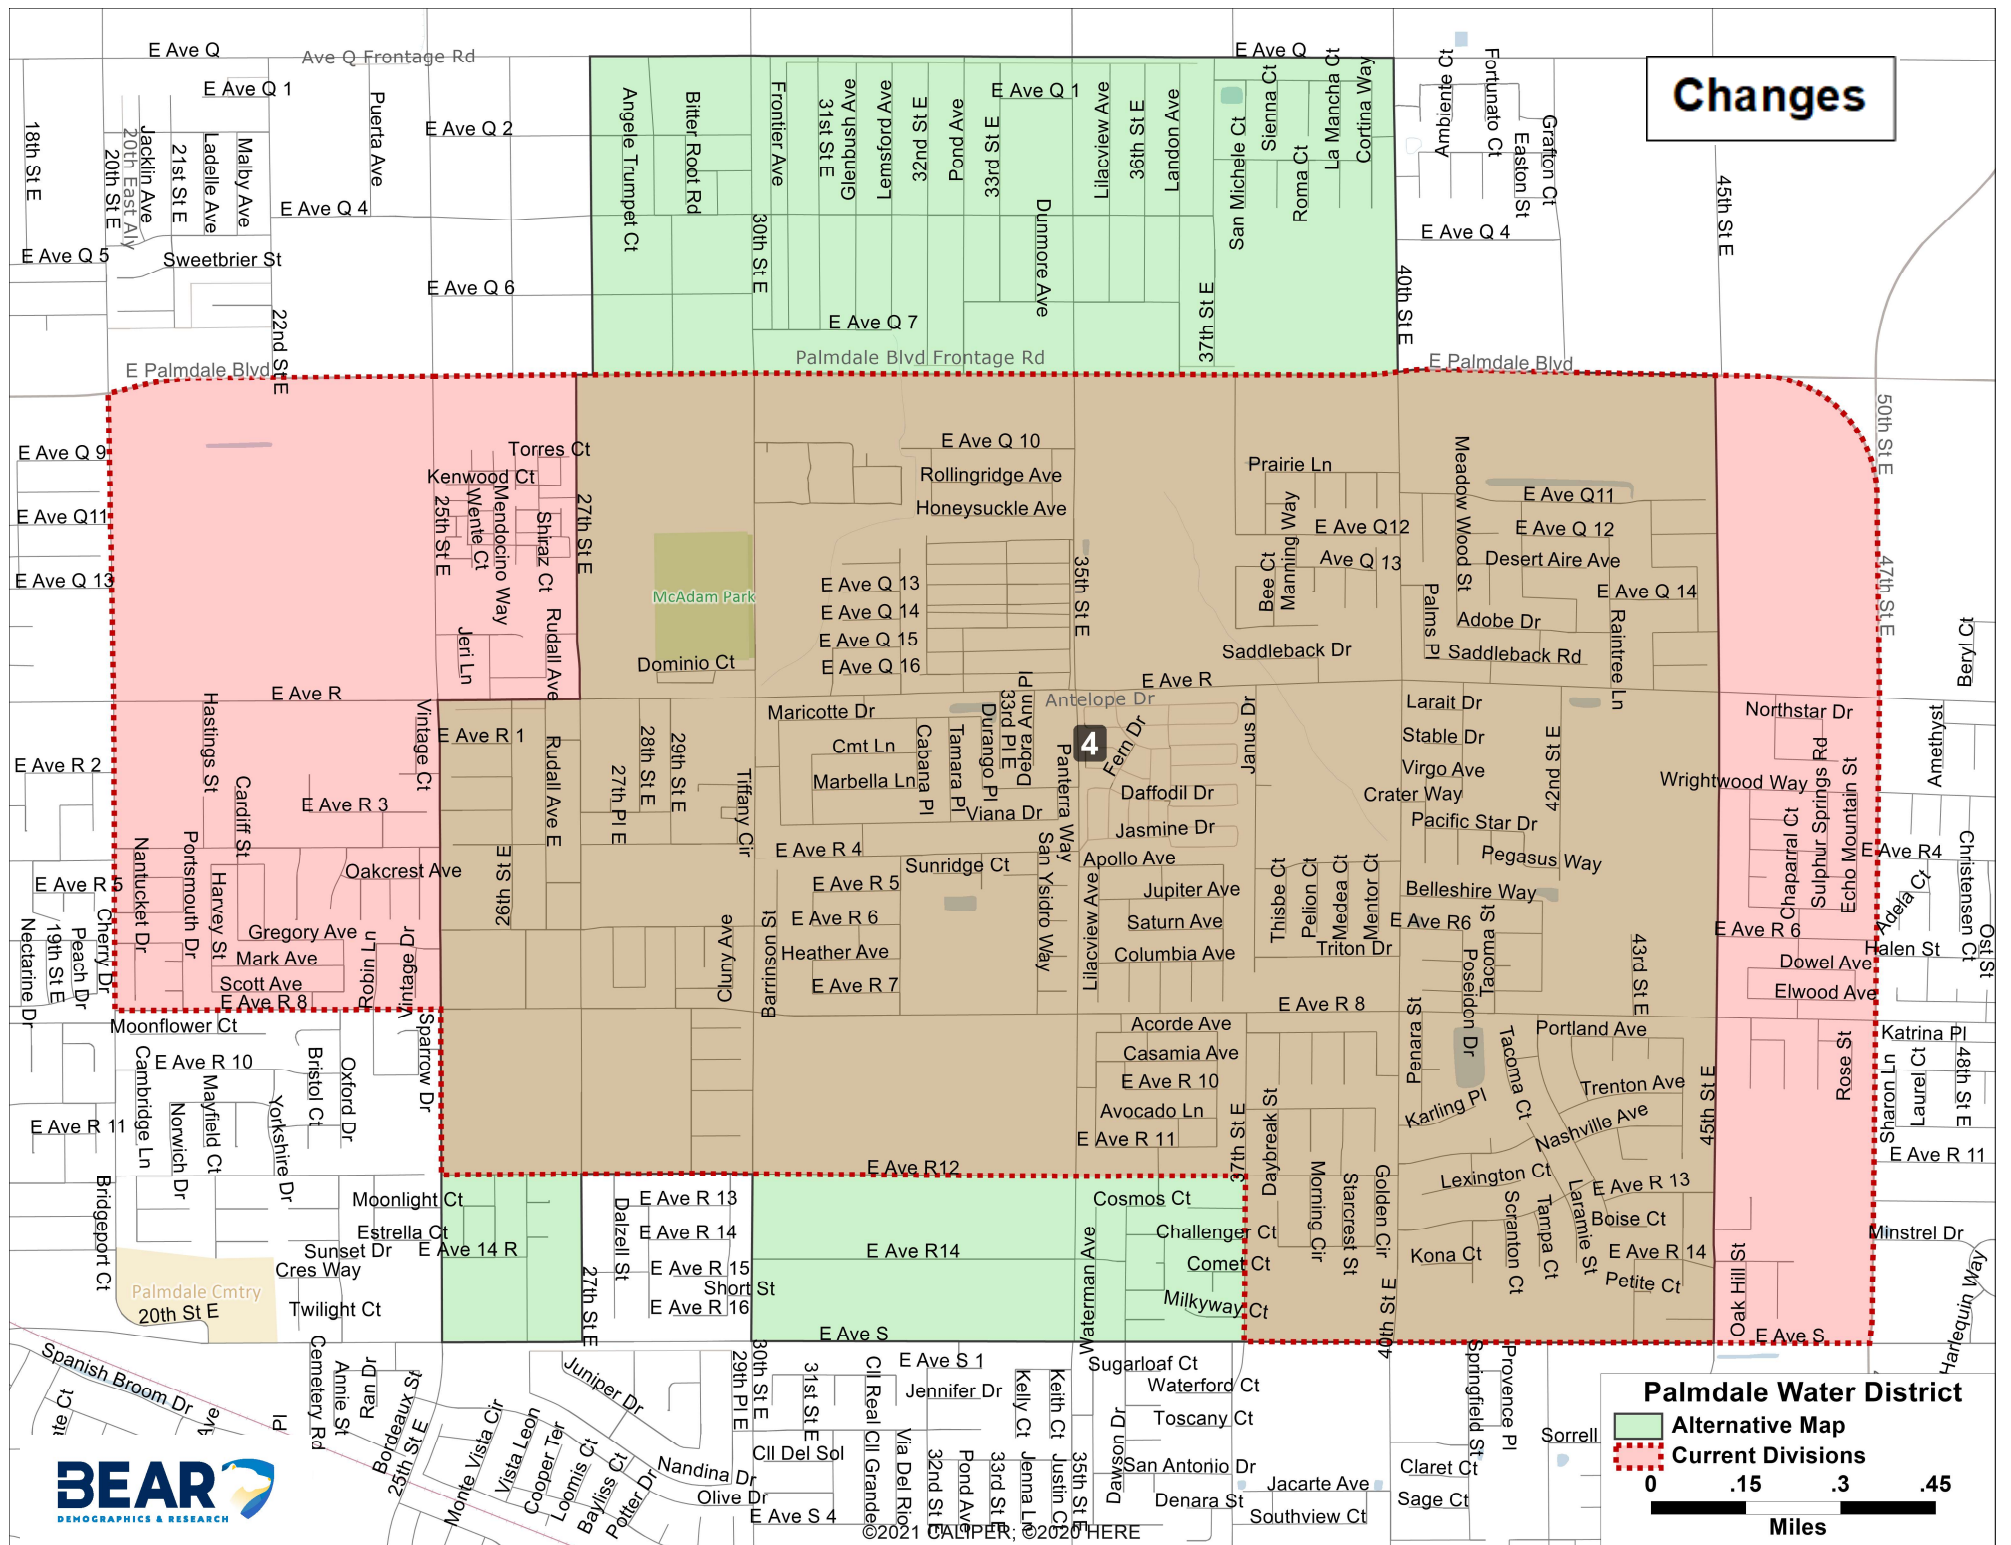 Changes
E Ave Q
Ave Q Frontage Rd
E Ave Q
E Ave Q 1
E Ave Q 1
E Ave Q 2
18th St E
20th St E
20th East Aly
Jacklin Ave
21st St E
Ladelle Ave
Malby Ave
Puerta Ave
Angele Trumpet Ct
Bitter Root Rd
Frontier Ave
31st St E
Glenbush Ave
Lemsford Ave
32nd St E
Pond Ave
33rd St E
Dunmore Ave
Lilacview Ave
36th St E
Landon Ave
San Michele Ct
Sienna Ct
Roma Ct
La Mancha Ct
Cortina Way
Ambiente Ct
Fortunato Ct
Easton St
Grafton Ct
45th St E
E Ave Q 4
E Ave Q 4
E Ave Q 5
Sweetbrier St
E Ave Q 6
22nd St E
30th St E
37th St E
40th St E
E Ave Q 7
Palmdale Blvd Frontage Rd
E Palmdale Blvd
E Palmdale Blvd
50th St E
47th St E
E Ave Q 9
E Ave Q11
E Ave Q 13
Torres Ct
Kenwood Ct
25th St E
Wente Ct
Mendocino Way
Shiraz Ct
27th St E
Jeri Ln
Rudall Ave
McAdam Park
Dominio Ct
E Ave Q 10
Rollingridge Ave
Honeysuckle Ave
E Ave Q 13
E Ave Q 14
E Ave Q 15
E Ave Q 16
35th St E
Prairie Ln
Manning Way
Bee Ct
E Ave Q12
Ave Q 13
Saddleback Dr
Meadow Wood St
E Ave Q11
E Ave Q 12
Desert Aire Ave
E Ave Q 14
Palms Pl
Adobe Dr
Saddleback Rd
Raintree Ln
Beryl Ct
E Ave R
E Ave R
Antelope Dr
Hastings St
Vintage Ct
E Ave R 1
E Ave R 2
E Ave R 3
Cardiff St
Rudall Ave E
27th Pl E
28th St E
29th St E
Tiffany Cir
Maricotte Dr
Cmt Ln
Marbella Ln
Cabana Pl
Tamara Pl
Durango Pl
33rd Pl E
Debra Ann Pl
Viana Dr
Panterra Way
4
Fern Dr
Daffodil Dr
Jasmine Dr
Janus Dr
Larait Dr
Stable Dr
Virgo Ave
Crater Way
Pacific Star Dr
Pegasus Way
42nd St E
Northstar Dr
Wrightwood Way
Chaparral Ct
Sulphur Springs Rd
Echo Mountain St
Amethyst
E Ave R4
Adela Ct
Christensen Ct
Ost St
Halen St
E Ave R 4
Sunridge Ct
E Ave R 5
E Ave R 5
E Ave R 6
Heather Ave
E Ave R 7
San Ysidro Way
Lilacview Ave
Apollo Ave
Jupiter Ave
Saturn Ave
Columbia Ave
Thisbe Ct
Pelion Ct
Medea Ct
Mentor Ct
Triton Dr
Belleshire Way
E Ave R6
Tacoma St
Poseidon Dr
43rd St E
E Ave R 6
Dowel Ave
Elwood Ave
Nantucket Dr
Portsmouth Dr
Harvey St
Oakcrest Ave
Gregory Ave
Mark Ave
Scott Ave
E Ave R 8
Robin Ln
Vintage Dr
26th St E
Cluny Ave
Barinson St
Nectarine Dr
19th St E
Peach Dr
Cherry Dr
E Ave R 8
Moonflower Ct
E Ave R 10
Sparrow Dr
Cambridge Ln
Norwich Dr
Mayfield Ct
Yorkshire Dr
Bristol Ct
Oxford Dr
E Ave R 11
Acorde Ave
Casamia Ave
E Ave R 10
Avocado Ln
E Ave R 11
37th St E
Daybreak St
Penara St
Karling Pl
Tacoma Ct
Portland Ave
Trenton Ave
Nashville Ave
45th St E
Rose St
Katrina Pl
Sharon Ln
Laurel Ct
48th St E
E Ave R 11
E Ave R12
Bridgeport Ct
Moonlight Ct
Estrella Ct
E Ave 14 R
Sunset Dr
Cres Way
Twilight Ct
Palmdale Cmtry
20th St E
27th St E
Dalzell St
E Ave R 13
E Ave R 14
E Ave R 15
Short St
E Ave R 16
E Ave R14
Waterman Ave
Cosmos Ct
Challenger Ct
Comet Ct
Milkyway Ct
Morning Cir
Starcrest St
Golden Cir
40th St E
Lexington Ct
Kona Ct
Scranton Ct
Tampa Ct
Laramie St
E Ave R 13
Boise Ct
E Ave R 14
Petite Ct
Oak Hill St
Minstrel Dr
Harlequin Way
E Ave S
E Ave S
Spanish Broom Dr
te Ct
Ave
Pl
Cemetery Rd
Annie St
Ran Dr
Bordeaux St
25th St E
Monte Vista Cir
Vista Leon
Cooper Ter
Loomis Ct
Bayliss Ct
Potter Dr
Juniper Dr
Nandina Dr
Olive Dr
29th Pl E
30th St E
31st St E
Cll Del Sol
E Ave S 4
Cll Real
Cll Grande
Via Del Rio
E Ave S 1
Jennifer Dr
32nd St E
Pond Ave
33rd St E
Kelly Ct
Jenna Ln
Keith Ct
Justin Ct
35th St E
Sugarloaf Ct
Waterford Ct
Toscany Ct
Dawson Dr
San Antonio Dr
Denara St
Jacarte Ave
Southview Ct
Claret Ct
Sage Ct
Springfield St
Provence Pl
Sorrell
©2021 CALIPER; ©2020 HERE
BEAR
DEMOGRAPHICS & RESEARCH
Palmdale Water District
Alternative Map
Current Divisions
0 .15 .3 .45
Miles